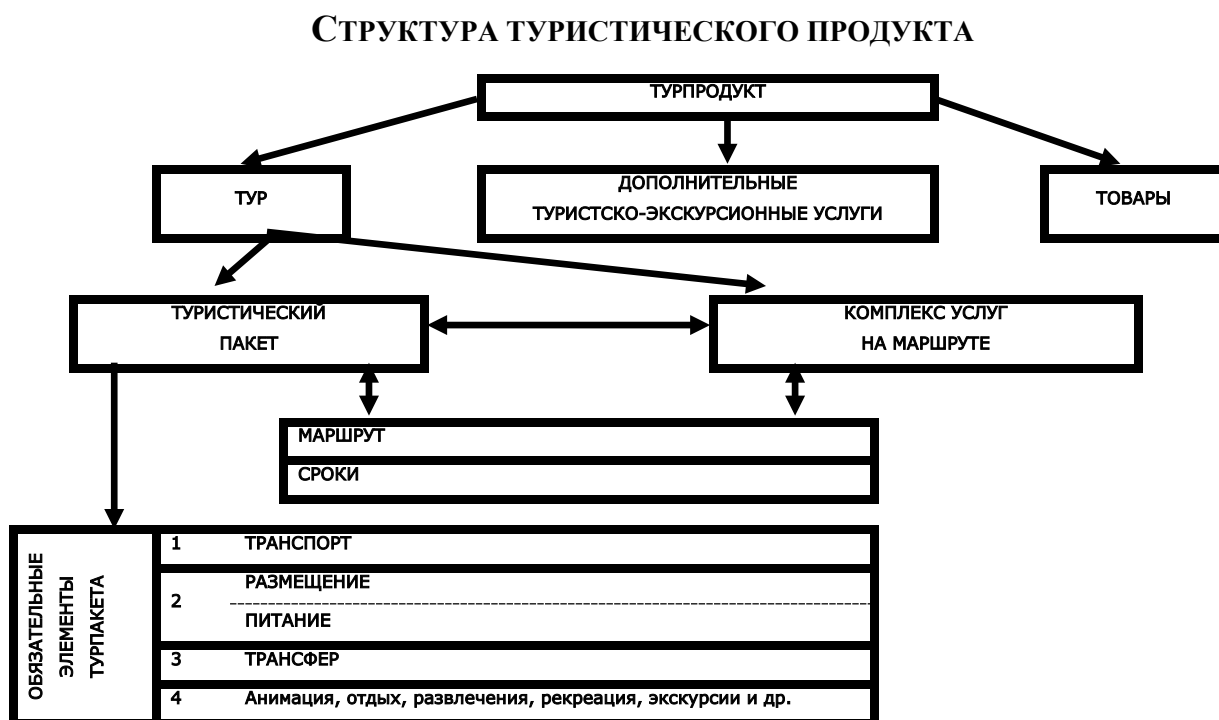 СТРУКТУРА ТУРИСТИЧЕСКОГО ПРОДУКТА
ТУРПРОДУКТ
ТУР
ДОПОЛНИТЕЛЬНЫЕ
ТУРИСТСКО-ЭКСКУРСИОННЫЕ УСЛУГИ
ТОВАРЫ
ТУРИСТИЧЕСКИЙ
ПАКЕТ
КОМПЛЕКС УСЛУГ
НА МАРШРУТЕ
МАРШРУТ
СРОКИ
ОБЯЗАТЕЛЬНЫЕ
ЭЛЕМЕНТЫ
ТУРПАКЕТА
1 ТРАНСПОРТ
2 РАЗМЕЩЕНИЕ
ПИТАНИЕ
3 ТРАНСФЕР
4 Анимация, отдых, развлечения, рекреация, экскурсии и др.